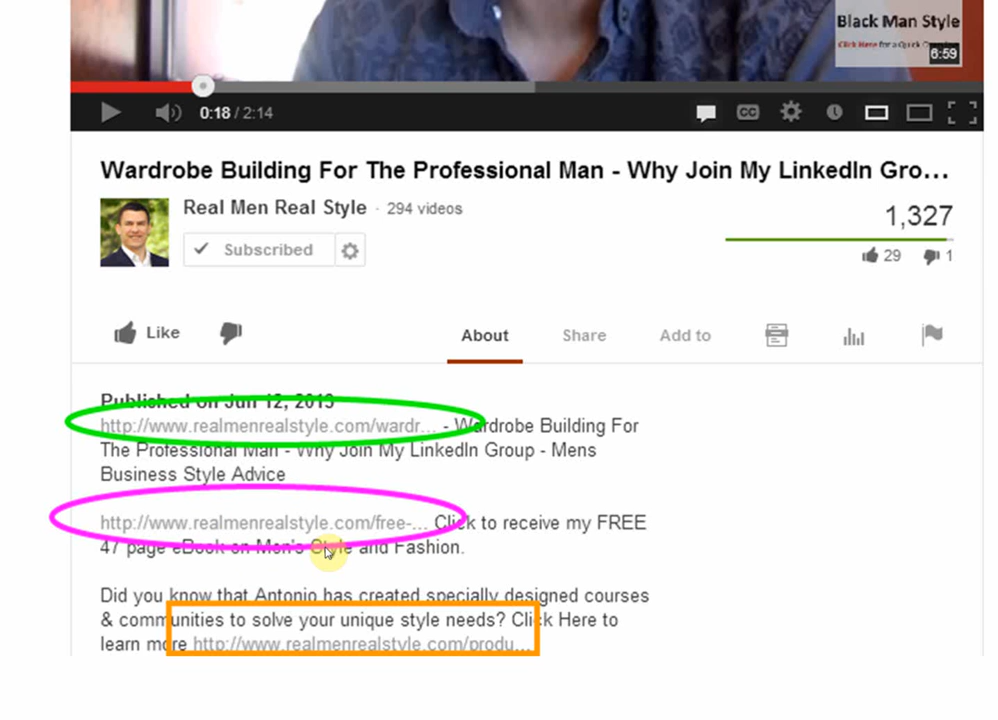 Black Man Style
Click Here for a Quick
6:59
0:18 / 2:14
CC
Wardrobe Building For The Professional Man - Why Join My LinkedIn Gro...
Real Men Real Style · 294 videos
1,327
Subscribed
29 1
Like About Share Add to
Published on Jun 12, 2013
http://www.realmenrealstyle.com/wardr... - Wardrobe Building For
The Professional Man - Why Join My LinkedIn Group - Mens
Business Style Advice
http://www.realmenrealstyle.com/free-... Click to receive my FREE
47 page eBook on Men's Style and Fashion.
Did you know that Antonio has created specially designed courses
& communities to solve your unique style needs? Click Here to
learn more http://www.realmenrealstyle.com/produ...